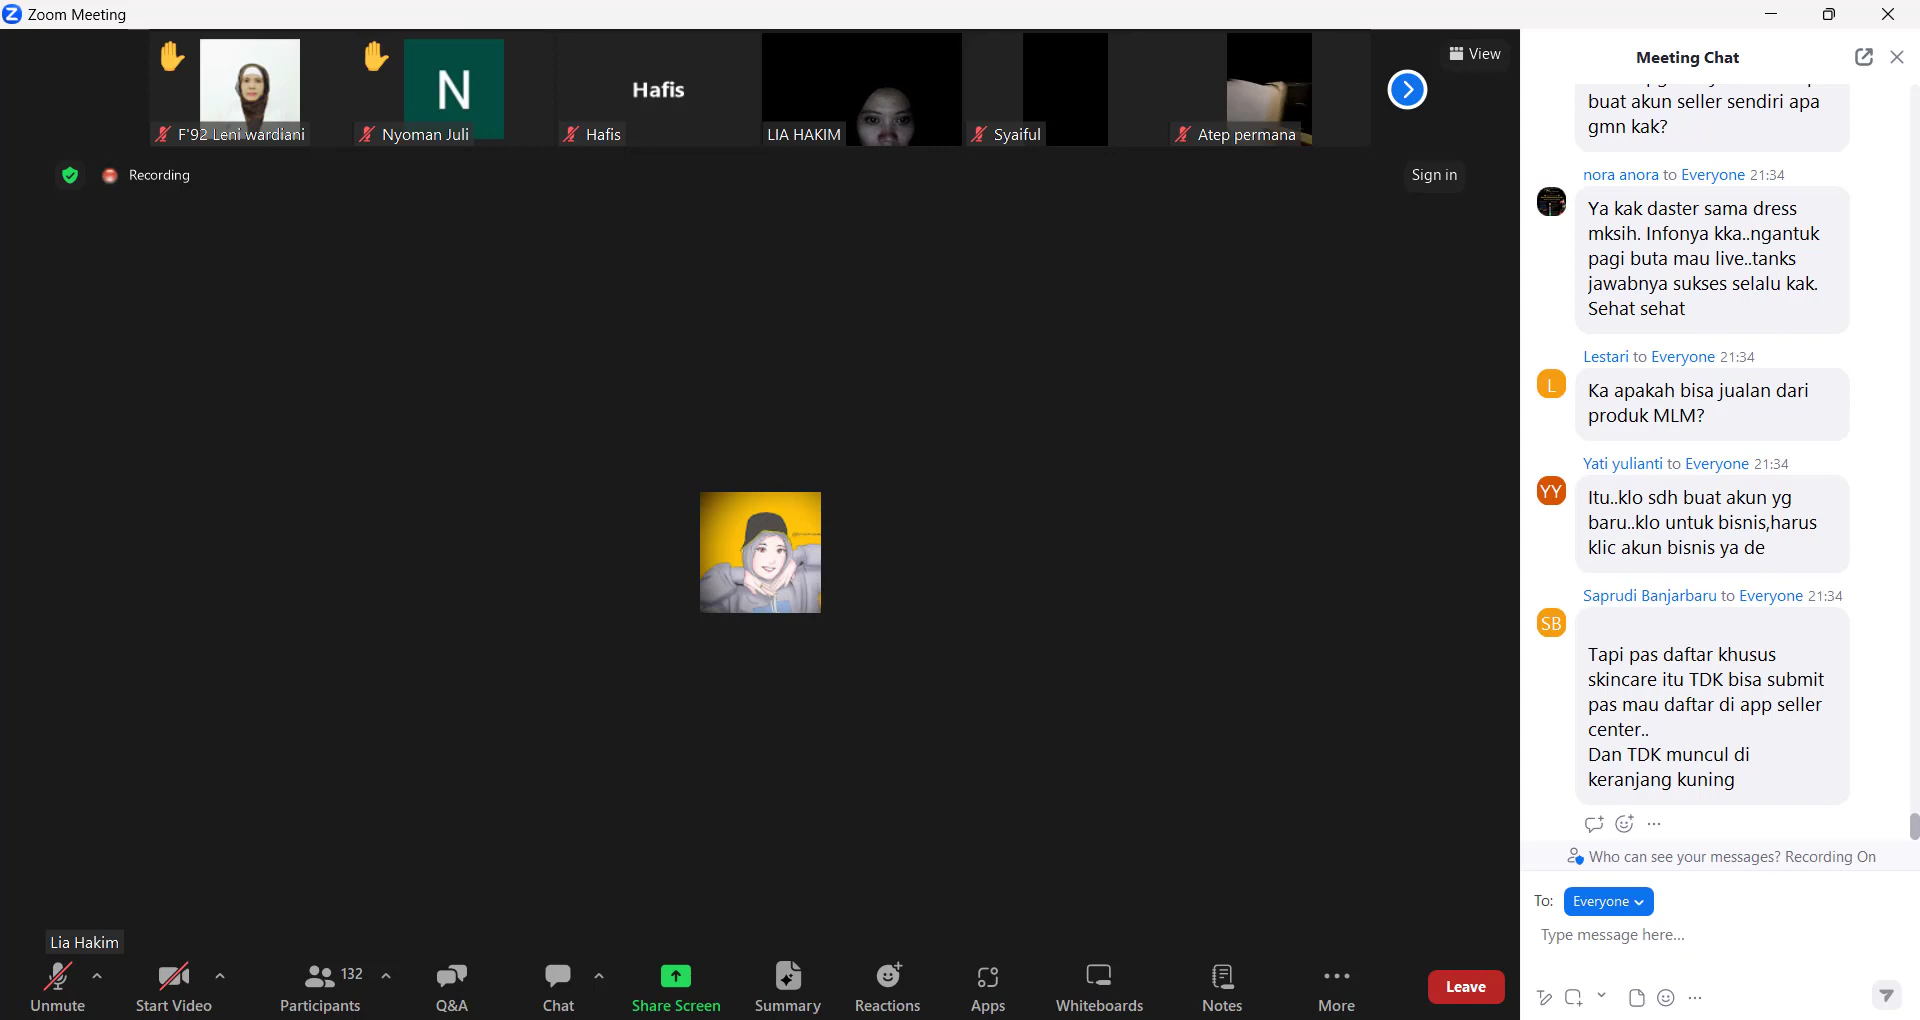 Zoom Meeting
F'92 Leni wardiani
N
Nyoman Juli
Hafis
Hafis
LIA HAKIM
Syaiful
Atep permana
View
Recording
Sign in
Lia Hakim
Unmute
Start Video
132
Participants
Q&A
Chat
Share Screen
Summary
Reactions
Apps
Whiteboards
Notes
More
Leave
Meeting Chat
buat akun seller sendiri apa
gmn kak?
nora anora to Everyone 21:34
Ya kak daster sama dress
mksih. Infonya kka..ngantuk
pagi buta mau live..tanks
jawabnya sukses selalu kak.
Sehat sehat
Lestari to Everyone 21:34
L
Ka apakah bisa jualan dari
produk MLM?
Yati yulianti to Everyone 21:34
YY
Itu..klo sdh buat akun yg
baru..klo untuk bisnis,harus
klic akun bisnis ya de
Saprudi Banjarbaru to Everyone 21:34
SB
Tapi pas daftar khusus
skincare itu TDK bisa submit
pas mau daftar di app seller
center..
Dan TDK muncul di
keranjang kuning
Who can see your messages? Recording On
To: Everyone
Type message here...